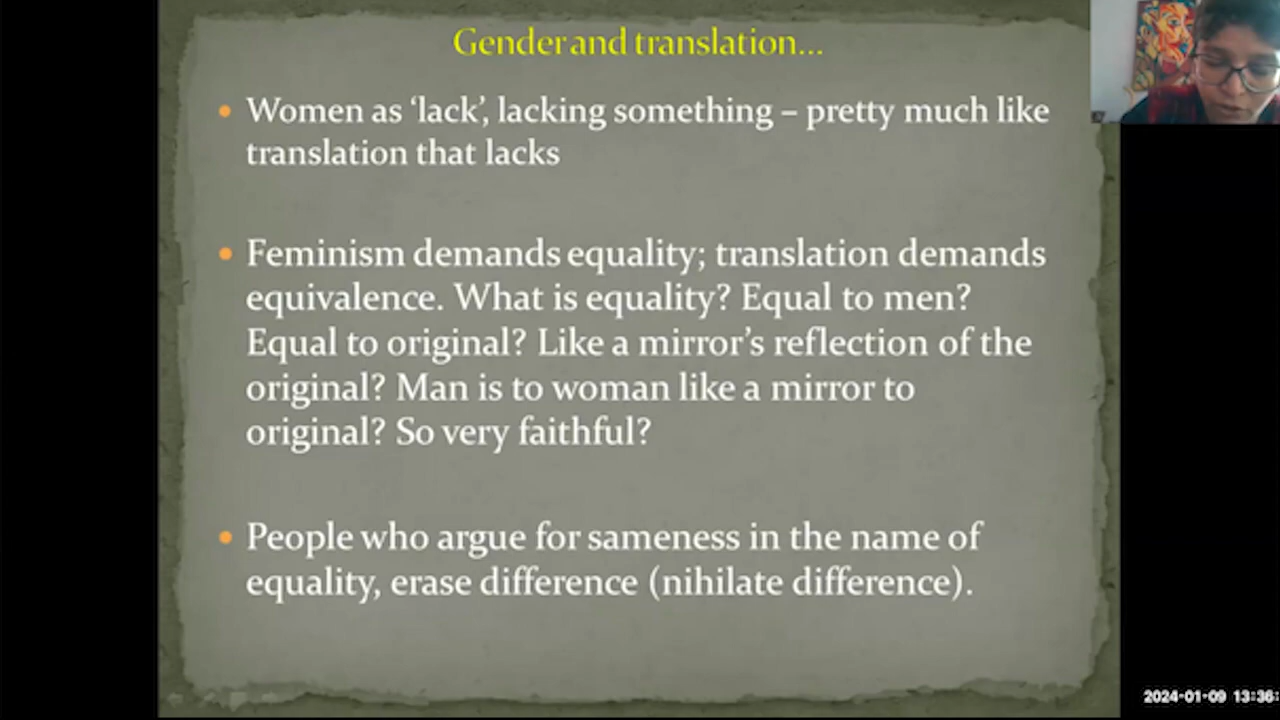 Gender and translation...
• Women as ‘lack’, lacking something – pretty much like
translation that lacks
• Feminism demands equality; translation demands
equivalence. What is equality? Equal to men?
Equal to original? Like a mirror’s reflection of the
original? Man is to woman like a mirror to
original? So very faithful?
• People who argue for sameness in the name of
equality, erase difference (nihilate difference).
2024-01-09 13:36: